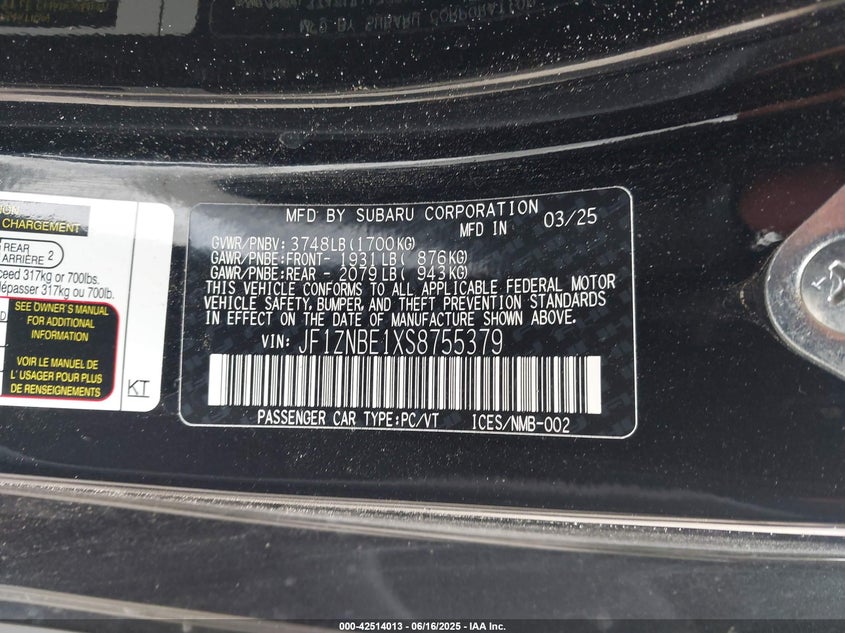 MFG BY SUBARU CORPORATION
MFD BY SUBARU CORPORATION
MFD IN 03/25
GVWR/PNBV: 3748LB(1700KG)
GAWR/PNBE:FRONT- 1931LB( 876KG)
GAWR/PNBE:REAR - 2079LB( 943KG)
THIS VEHICLE CONFORMS TO ALL APPLICABLE FEDERAL MOTOR
VEHICLE SAFETY, BUMPER, AND THEFT PREVENTION STANDARDS
IN EFFECT ON THE DATE OF MANUFACTURE SHOWN ABOVE.
VIN: JF1ZNBE1XS8755379
PASSENGER CAR TYPE:PC/VT ICES/NMB-002
CHARGEMENT
REAR
ARRIÈRE 2
317kg or 700lbs.
317kg ou 700lb.
SEE OWNER'S MANUAL
FOR ADDITIONAL
INFORMATION
VOIR LE MANUEL DE
L' USAGER POUR PLUS
DE RENSEIGNEMENTS
KT
000-42514013 - 06/16/2025 - IAA Inc.